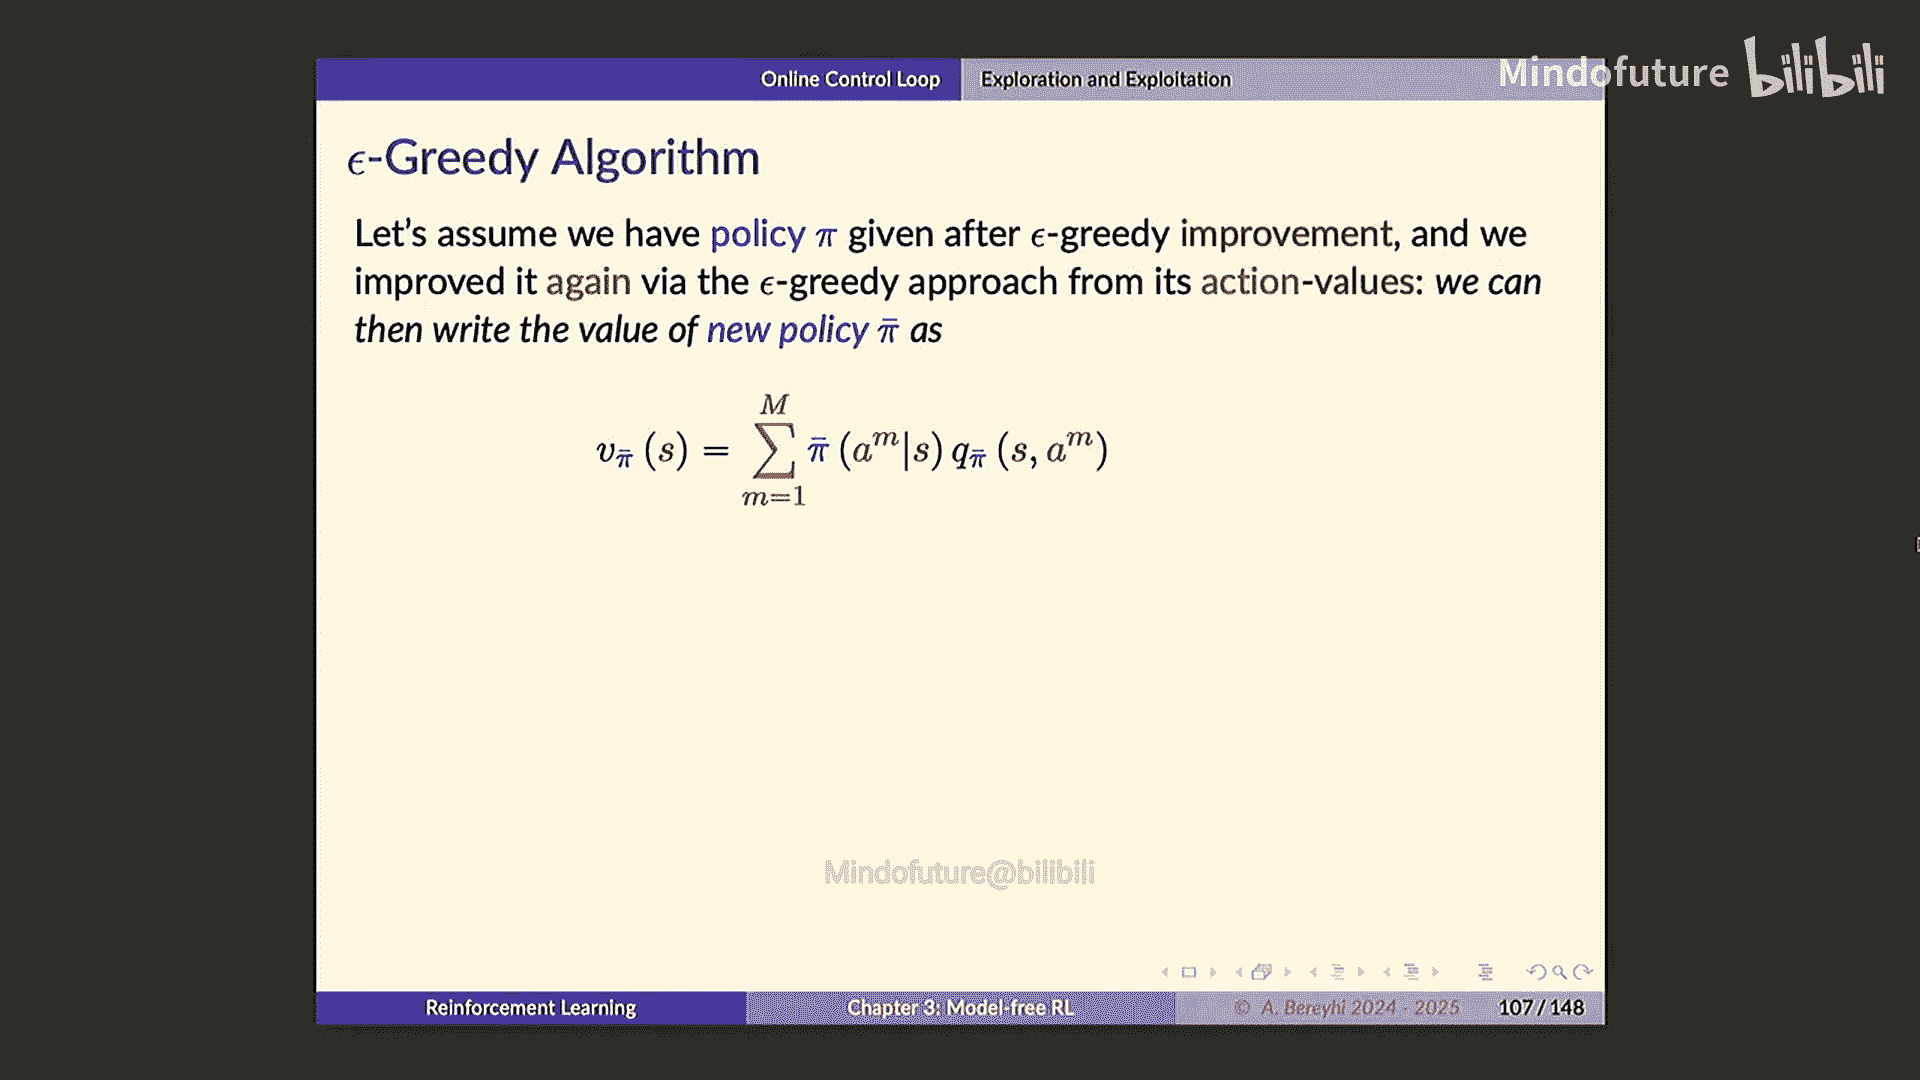 Online Control Loop Exploration and Exploitation
Mindofuture bilibili
ϵ-Greedy Algorithm
Let's assume we have policy π given after ϵ-greedy improvement, and we
improved it again via the ϵ-greedy approach from its action-values: we can
then write the value of new policy π̄ as
v_π̄ (s) = ∑_{m=1}^{M} π̄ (a^m|s) q_π̄ (s, a^m)
Mindofuture@bilibili
Reinforcement Learning Chapter 3: Model-free RL © A. Bereyhi 2024 - 2025 107 / 148